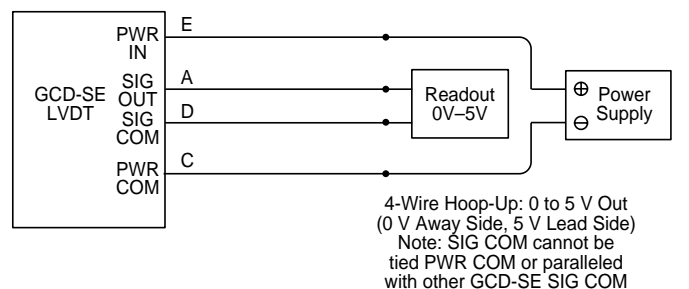 GCD-SE
LVDT
PWR
IN
SIG
OUT
SIG
COM
PWR
COM
E
A
D
C
Readout
0V–5V
Power
Supply
4-Wire Hoop-Up: 0 to 5 V Out
(0 V Away Side, 5 V Lead Side)
Note: SIG COM cannot be
tied PWR COM or paralleled
with other GCD-SE SIG COM